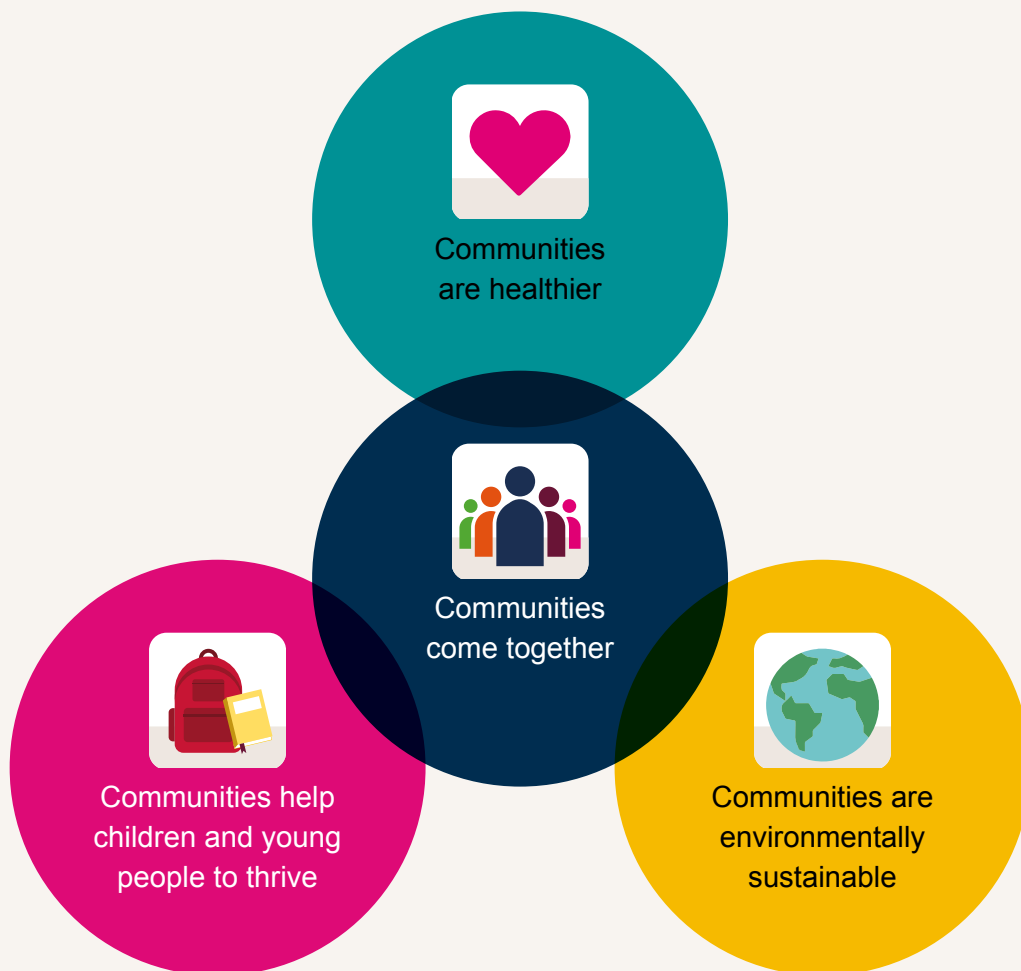 Communities
are healthier
Communities
come together
Communities help
children and young
people to thrive
Communities are
environmentally
sustainable